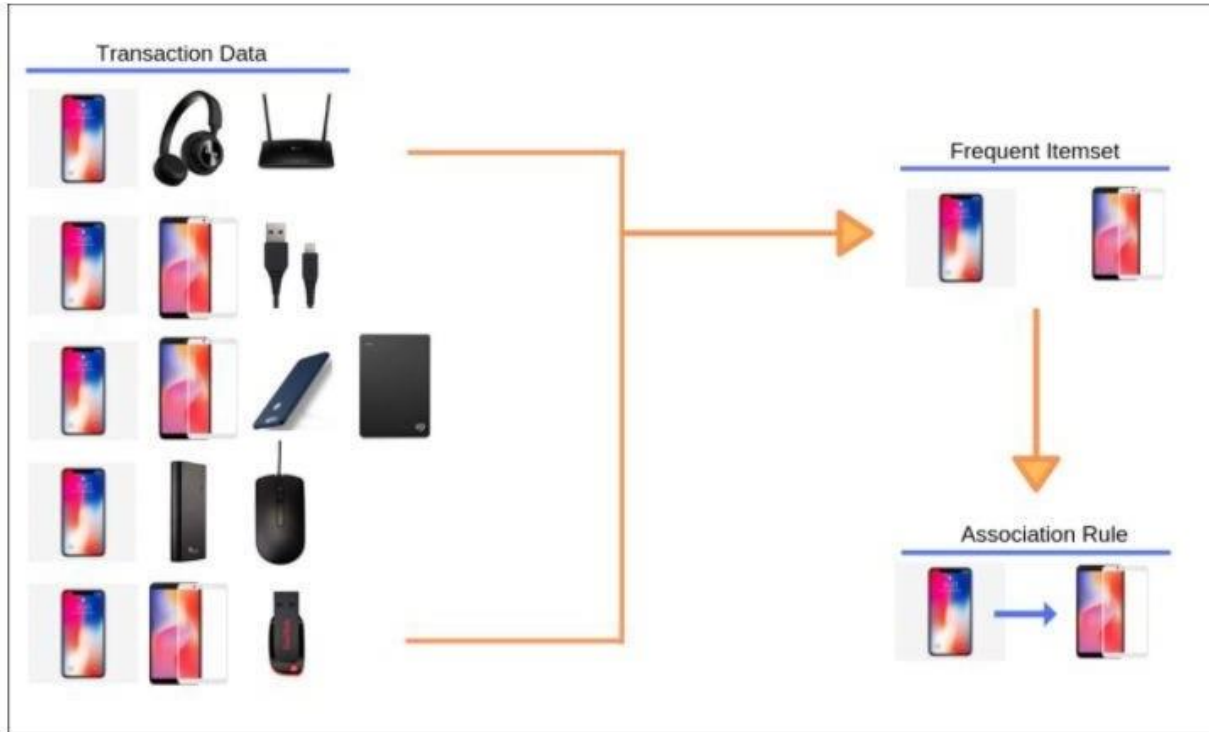 Transaction Data
Frequent Itemset
Association Rule